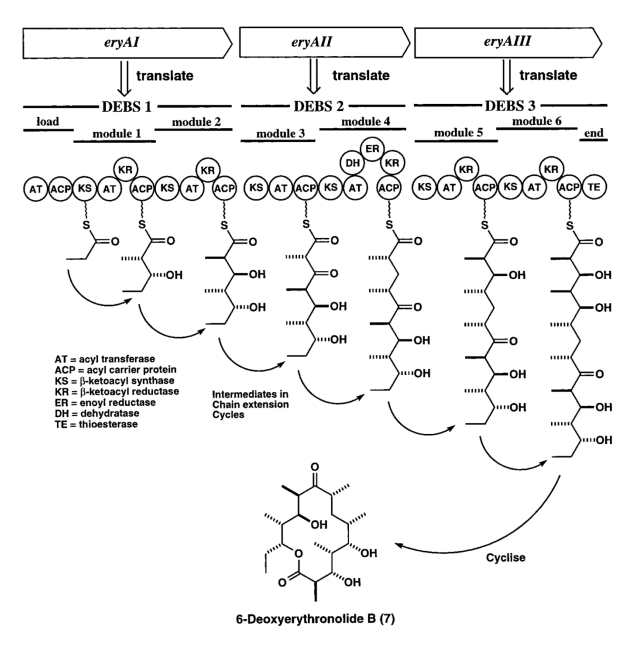 eryAI eryAII eryAIII
translate translate translate
DEBS 1 DEBS 2 DEBS 3
load module 1 module 2 module 3 module 4 module 5 module 6 end
AT ACP KS AT KR ACP KS AT KR ACP KS AT ACP KS AT DH ER KR ACP KS AT KR ACP KS AT KR ACP TE
S S S S S S S
O O O O O O O
OH OH O OH OH
OH OH O OH
OH OH O OH
OH O
OH OH
OH OH
AT = acyl transferase
ACP = acyl carrier protein
KS = β-ketoacyl synthase
KR = β-ketoacyl reductase
ER = enoyl reductase
DH = dehydratase
TE = thioesterase
Intermediates in
Chain extension
Cycles
O
OH
O OH
O OH
Cyclise
6-Deoxyerythronolide B (7)